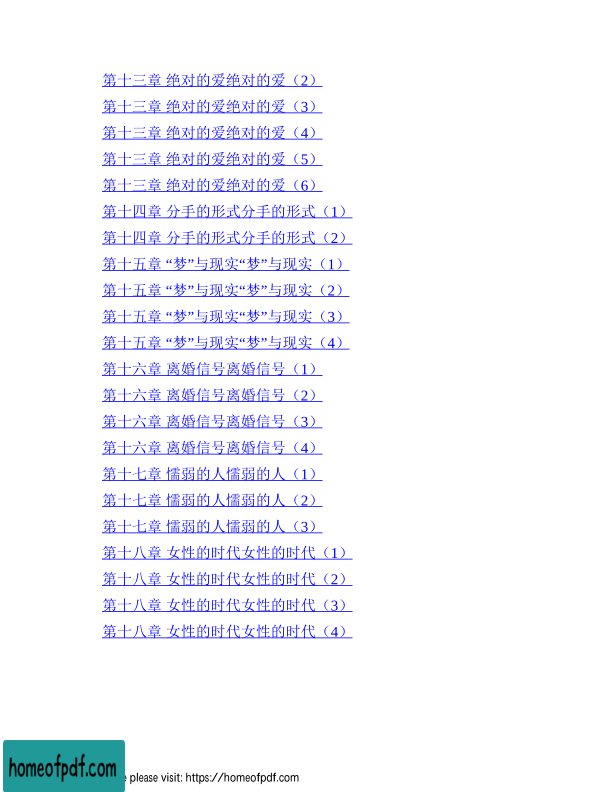 第十三章 绝对的爱绝对的爱（2）
第十三章 绝对的爱绝对的爱（3）
第十三章 绝对的爱绝对的爱（4）
第十三章 绝对的爱绝对的爱（5）
第十三章 绝对的爱绝对的爱（6）
第十四章 分手的形式分手的形式（1）
第十四章 分手的形式分手的形式（2）
第十五章 “梦”与现实“梦”与现实（1）
第十五章 “梦”与现实“梦”与现实（2）
第十五章 “梦”与现实“梦”与现实（3）
第十五章 “梦”与现实“梦”与现实（4）
第十六章 离婚信号离婚信号（1）
第十六章 离婚信号离婚信号（2）
第十六章 离婚信号离婚信号（3）
第十六章 离婚信号离婚信号（4）
第十七章 懦弱的人懦弱的人（1）
第十七章 懦弱的人懦弱的人（2）
第十七章 懦弱的人懦弱的人（3）
第十八章 女性的时代女性的时代（1）
第十八章 女性的时代女性的时代（2）
第十八章 女性的时代女性的时代（3）
第十八章 女性的时代女性的时代（4）
homeofpdf.com
please visit: https://homeofpdf.com